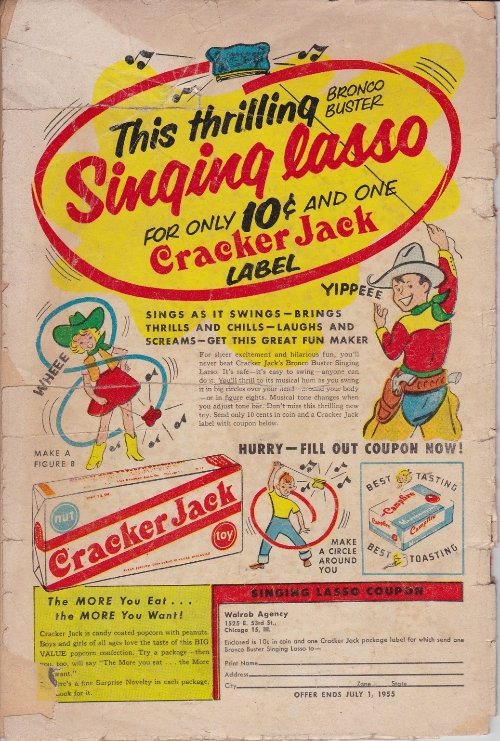 This thrilling BRONCO BUSTER
Singing lasso
FOR ONLY 10¢ AND ONE
Cracker Jack
LABEL
YIPPEEE
SINGS AS IT SWINGS—BRINGS
THRILLS AND CHILLS—LAUGHS AND
SCREAMS—GET THIS GREAT FUN MAKER
WHEEE
For sheer excitement and hilarious fun, you'll
never beat Cracker Jack's Bronco Buster Singing
Lasso. It's safe—it's easy to swing—anyone can
do it. You'll thrill to its musical hum as you swing
it in big circles over your head—around your body
—or in figure eights. Musical tone changes when
you adjust tone bar. Don't miss this thrilling new
toy. Send only 10 cents in coin and a Cracker Jack
label with coupon below.
MAKE A
FIGURE 8
HURRY—FILL OUT COUPON NOW!
nut
Cracker Jack
toy
MAKE
A CIRCLE
AROUND
YOU
BEST TASTING
Campfire
Campfire
Campfire
BEST TOASTING
The MORE You Eat . . .
the MORE You Want!
Cracker Jack is candy coated popcorn with peanuts.
Boys and girls of all ages love the taste of this BIG
VALUE popcorn confection. Try a package—then
you, too, will say "The More you eat . . . the More
want."
a fine Surprise Novelty in each package.
for it.
SINGING LASSO COUPON
Walrob Agency
1525 E. 53rd St.,
Chicago 15, Ill.
Enclosed is 10c in coin and one Cracker Jack package label for which send one
Bronco Buster Singing Lasso to—
Print Name
Address
City Zone State
OFFER ENDS JULY 1, 1955